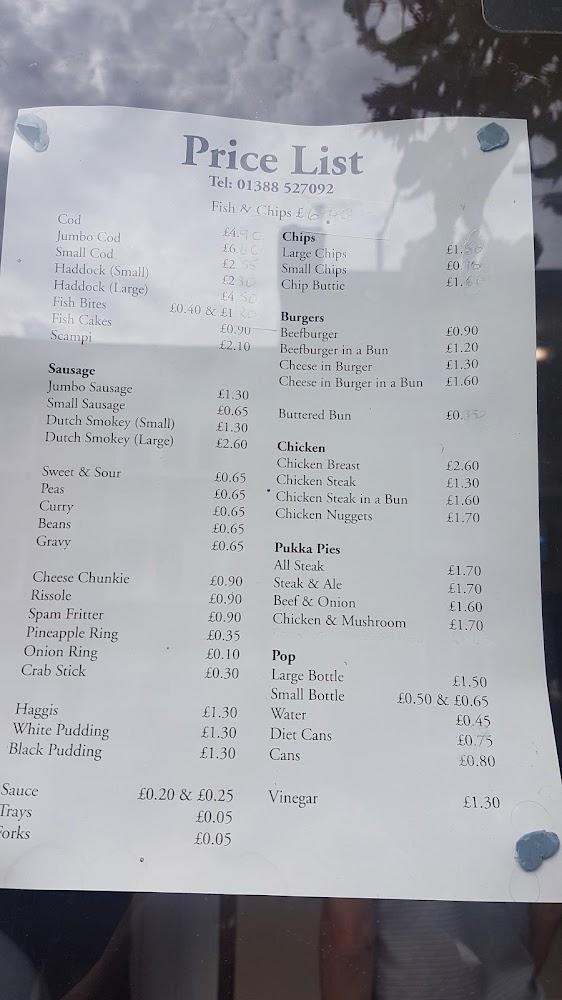 Price List
Tel: 01388 527092
Fish & Chips
Cod
Jumbo Cod
Small Cod
Haddock (Small)
Haddock (Large) £4.50
Fish Bites £0.40 &
Fish Cakes £0.90
Scampi £2.10
Sausage
Jumbo Sausage £1.30
Small Sausage £0.65
Dutch Smokey (Small) £1.30
Dutch Smokey (Large) £2.60
Sweet & Sour £0.65
Peas £0.65
Curry £0.65
Beans £0.65
Gravy £0.65
Cheese Chunkie £0.90
Rissole £0.90
Spam Fritter £0.90
Pineapple Ring £0.35
Onion Ring £0.10
Crab Stick £0.30
Haggis £1.30
White Pudding £1.30
Black Pudding £1.30
Sauce £0.20 & £0.25
Trays £0.05
Forks £0.05
Chips
Large Chips
Small Chips
Chip Buttie
Burgers
Beefburger £0.90
Beefburger in a Bun £1.20
Cheese in Burger £1.30
Cheese in Burger in a Bun £1.60
Buttered Bun
Chicken
Chicken Breast £2.60
Chicken Steak £1.30
Chicken Steak in a Bun £1.60
Chicken Nuggets £1.70
Pukka Pies
All Steak £1.70
Steak & Ale £1.70
Beef & Onion £1.60
Chicken & Mushroom £1.70
Pop
Large Bottle £1.50
Small Bottle £0.50 & £0.65
Water £0.45
Diet Cans £0.75
Cans £0.80
Vinegar £1.30